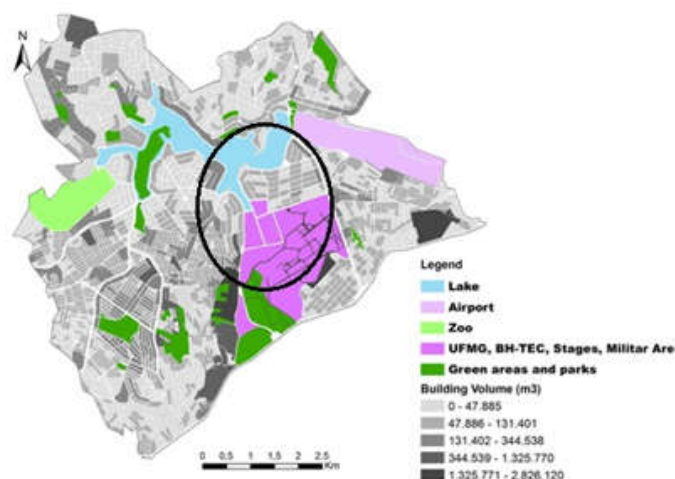 N
Legend
Lake
Airport
Zoo
UFMG, BH-TEC, Stages, Militar Are
Green areas and parks
Building Volume (m3)
0 - 47.885
47.886 - 131.401
131.402 - 344.538
344.539 - 1.325.770
1.325.771 - 2.826.120
0 0,5 1 1,5 2 2,5
Km